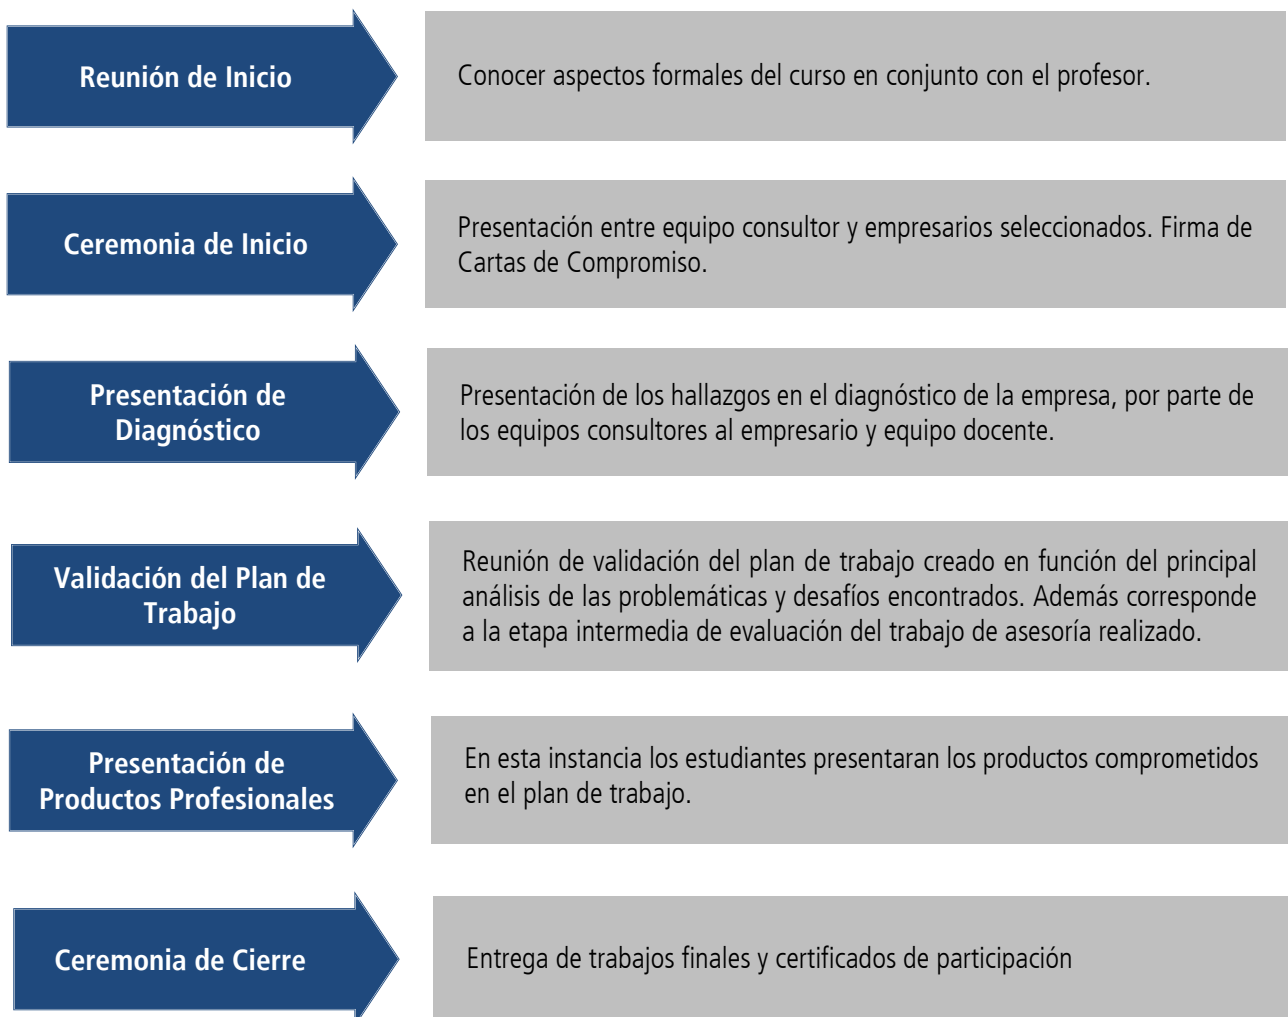 Reunión de Inicio
Conocer aspectos formales del curso en conjunto con el profesor.
Ceremonia de Inicio
Presentación entre equipo consultor y empresarios seleccionados. Firma de
Cartas de Compromiso.
Presentación de
Diagnóstico
Presentación de los hallazgos en el diagnóstico de la empresa, por parte de
los equipos consultores al empresario y equipo docente.
Validación del Plan de
Trabajo
Reunión de validación del plan de trabajo creado en función del principal
análisis de las problemáticas y desafíos encontrados. Además corresponde
a la etapa intermedia de evaluación del trabajo de asesoría realizado.
Presentación de
Productos Profesionales
En esta instancia los estudiantes presentaran los productos comprometidos
en el plan de trabajo.
Ceremonia de Cierre
Entrega de trabajos finales y certificados de participación